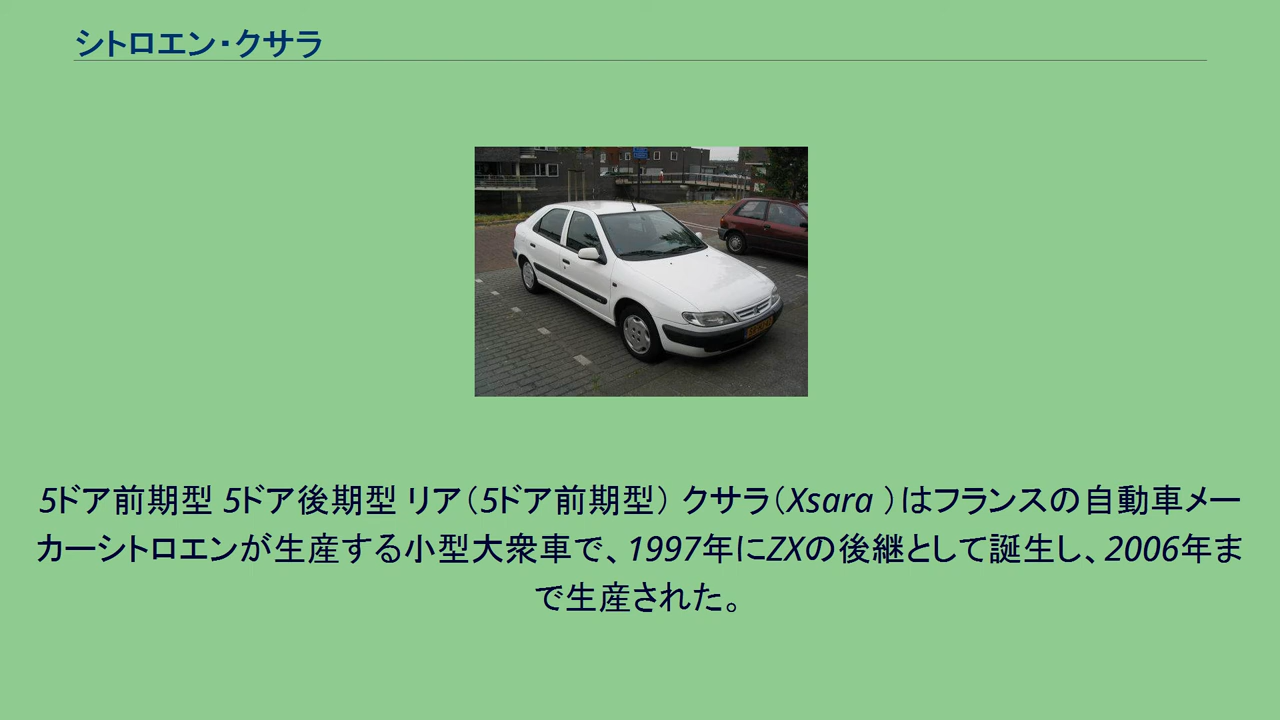 シトロエン・クサラ
5ドア前期型 5ドア後期型 リア（5ドア前期型） クサラ（Xsara ）はフランスの自動車メー
カーシトロエンが生産する小型大衆車で、1997年にZXの後継として誕生し、2006年ま
で生産された。